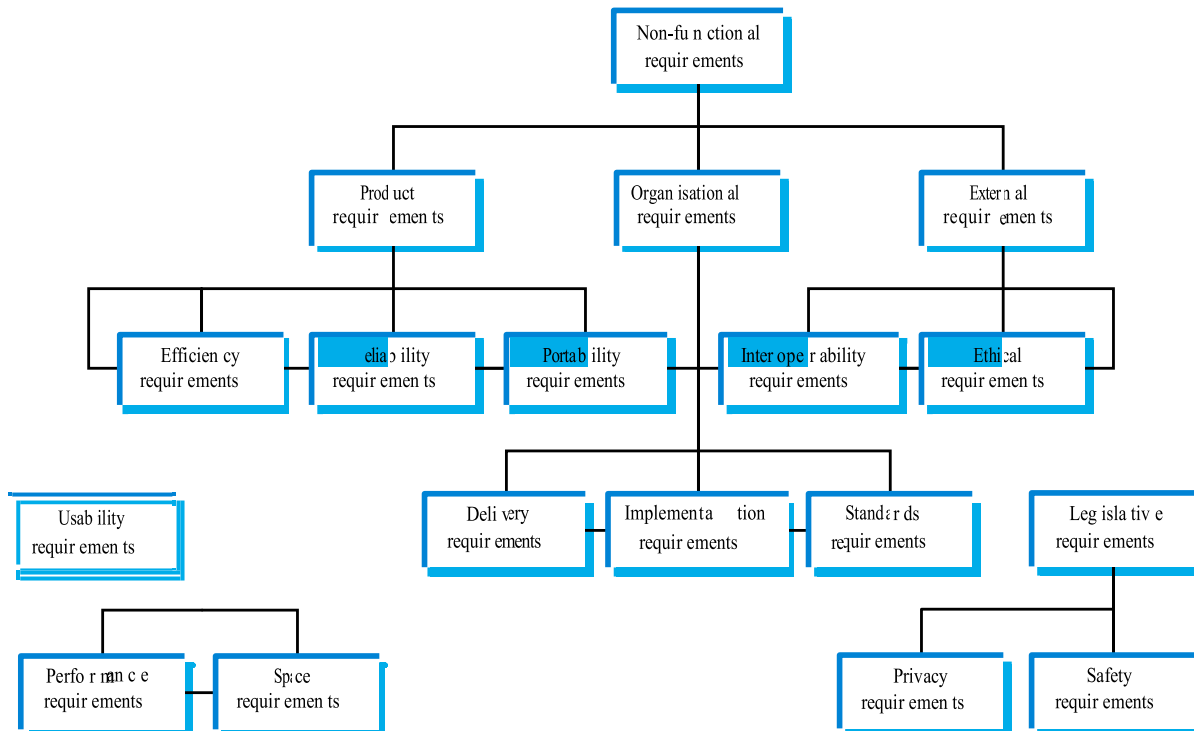 Non-functional
requirements
Product
requirements
Organisational
requirements
External
requirements
Efficiency
requirements
eliability
requirements
Portability
requirements
Interoperability
requirements
Ethical
requirements
Usability
requirements
Delivery
requirements
Implementation
requirements
Standards
requirements
Legislative
requirements
Performance
requirements
Space
requirements
Privacy
requirements
Safety
requirements